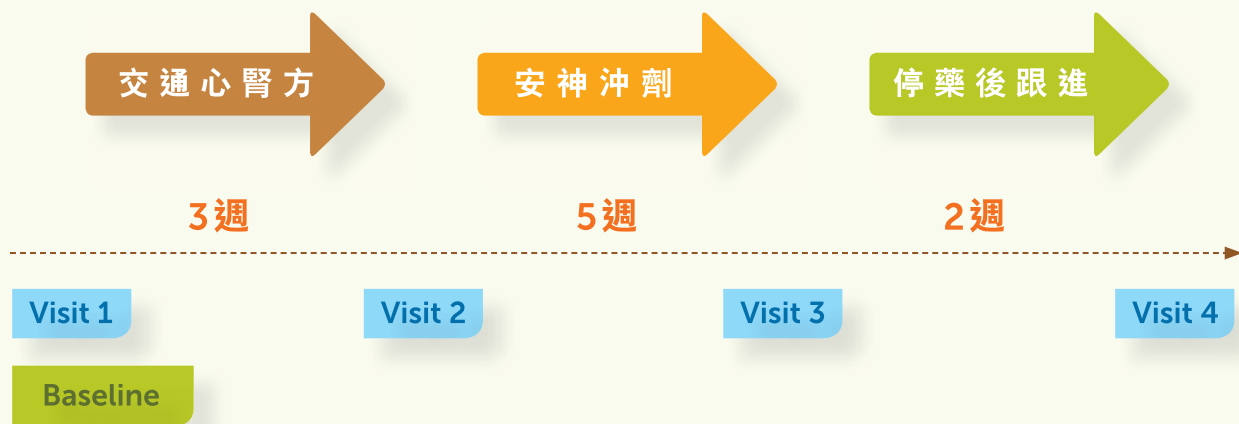 交通心腎方
安神沖劑
停藥後跟進
3週
5週
2週
Visit 1
Visit 2
Visit 3
Visit 4
Baseline